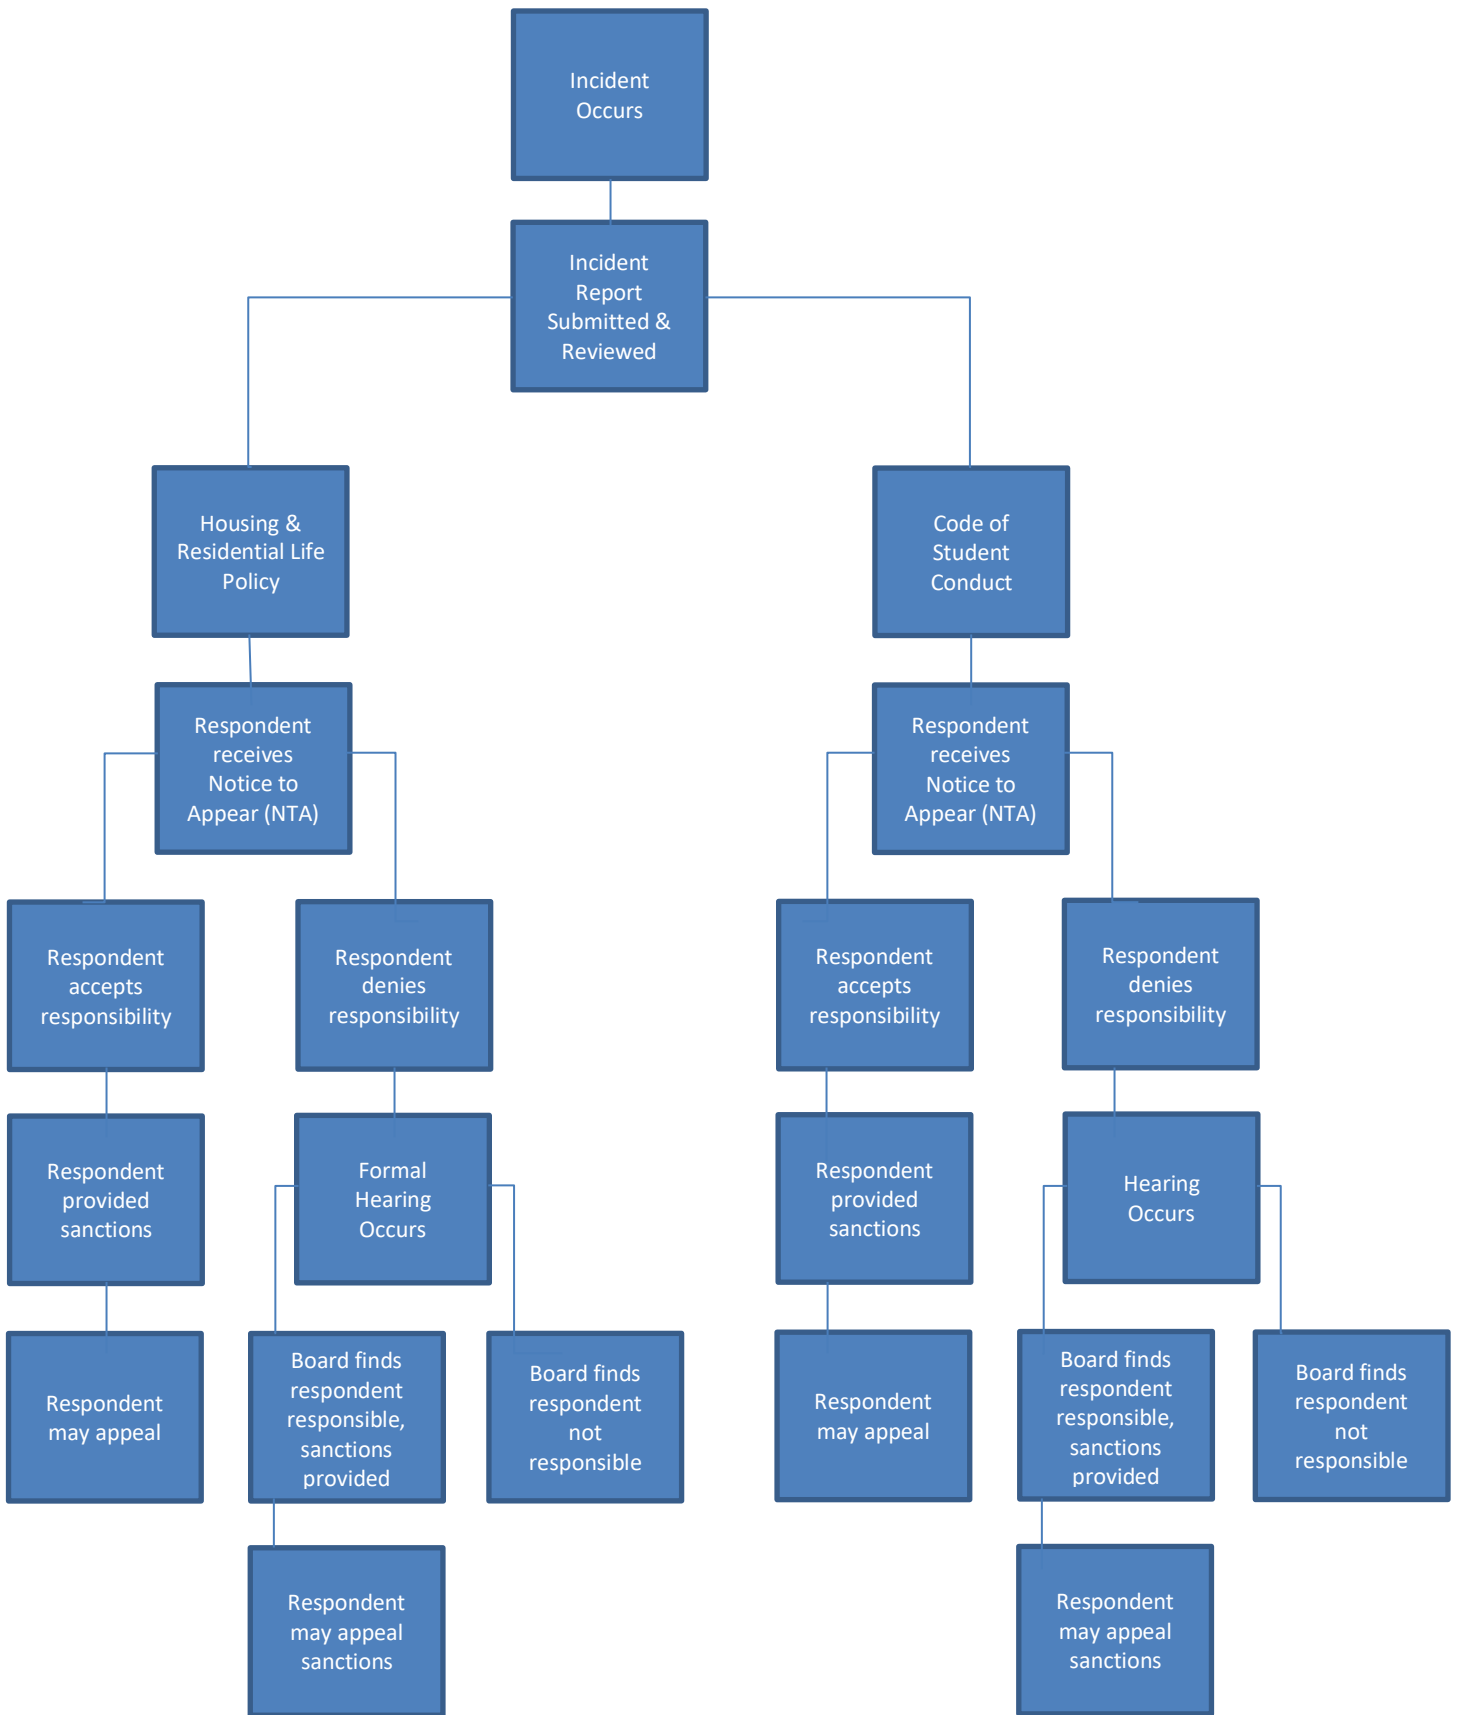 Incident
Occurs
Incident
Report
Submitted &
Reviewed
Housing &
Residential Life
Policy
Code of
Student
Conduct
Respondent
receives
Notice to
Appear (NTA)
Respondent
receives
Notice to
Appear (NTA)
Respondent
accepts
responsibility
Respondent
denies
responsibility
Respondent
accepts
responsibility
Respondent
denies
responsibility
Respondent
provided
sanctions
Formal
Hearing
Occurs
Respondent
provided
sanctions
Hearing
Occurs
Respondent
may appeal
Board finds
respondent
responsible,
sanctions
provided
Board finds
respondent
not
responsible
Respondent
may appeal
Board finds
respondent
responsible,
sanctions
provided
Board finds
respondent
not
responsible
Respondent
may appeal
sanctions
Respondent
may appeal
sanctions